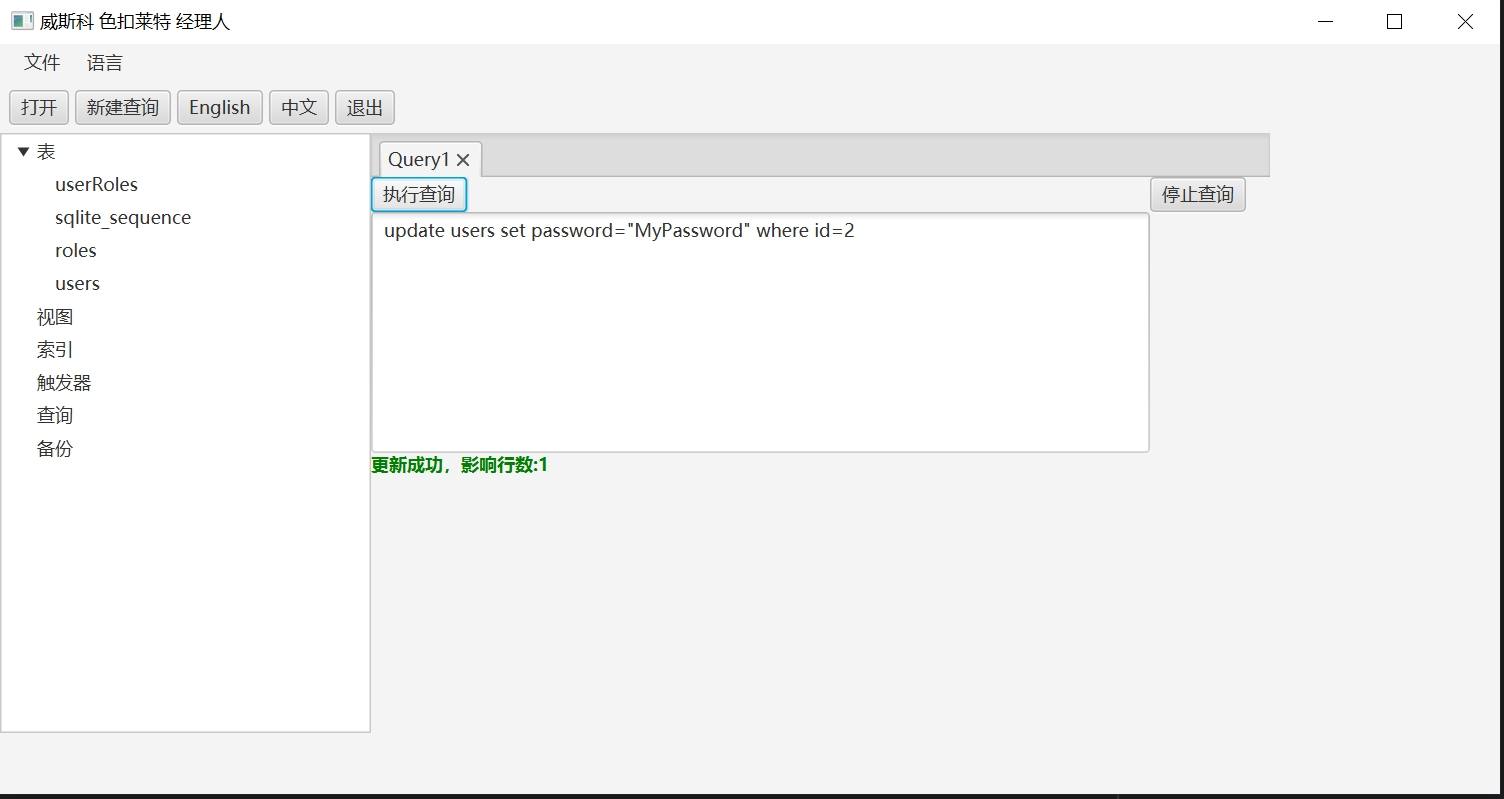 威斯科 色扣莱特 经理人
文件 语言
打开 新建查询 English 中文 退出
表
userRoles
sqlite_sequence
roles
users
视图
索引
触发器
查询
备份
Query1
执行查询 停止查询
update users set password="MyPassword" where id=2
更新成功，影响行数:1